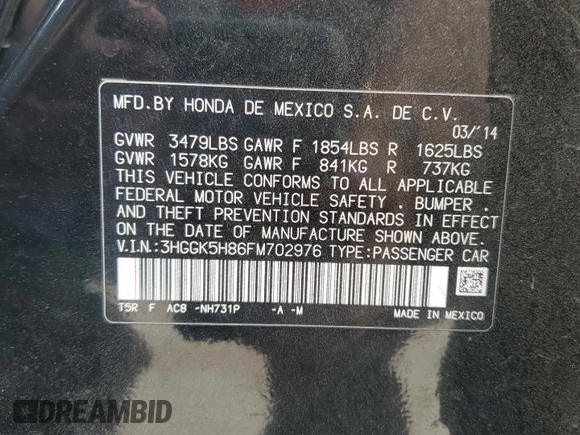 MFD.BY HONDA DE MEXICO S.A. DE C.V.
03/'14
GVWR 3479LBS GAWR F 1854LBS R 1625LBS
GVWR 1578KG GAWR F 841KG R 737KG
THIS VEHICLE CONFORMS TO ALL APPLICABLE
FEDERAL MOTOR VEHICLE SAFETY . BUMPER .
AND THEFT PREVENTION STANDARDS IN EFFECT
ON THE DATE OF MANUFACTURE SHOWN ABOVE.
V.I.N.:3HGGK5H86FM702976 TYPE:PASSENGER CAR
T5R F AC8 -NH731P -A -M MADE IN MEXICO
DREAMBID